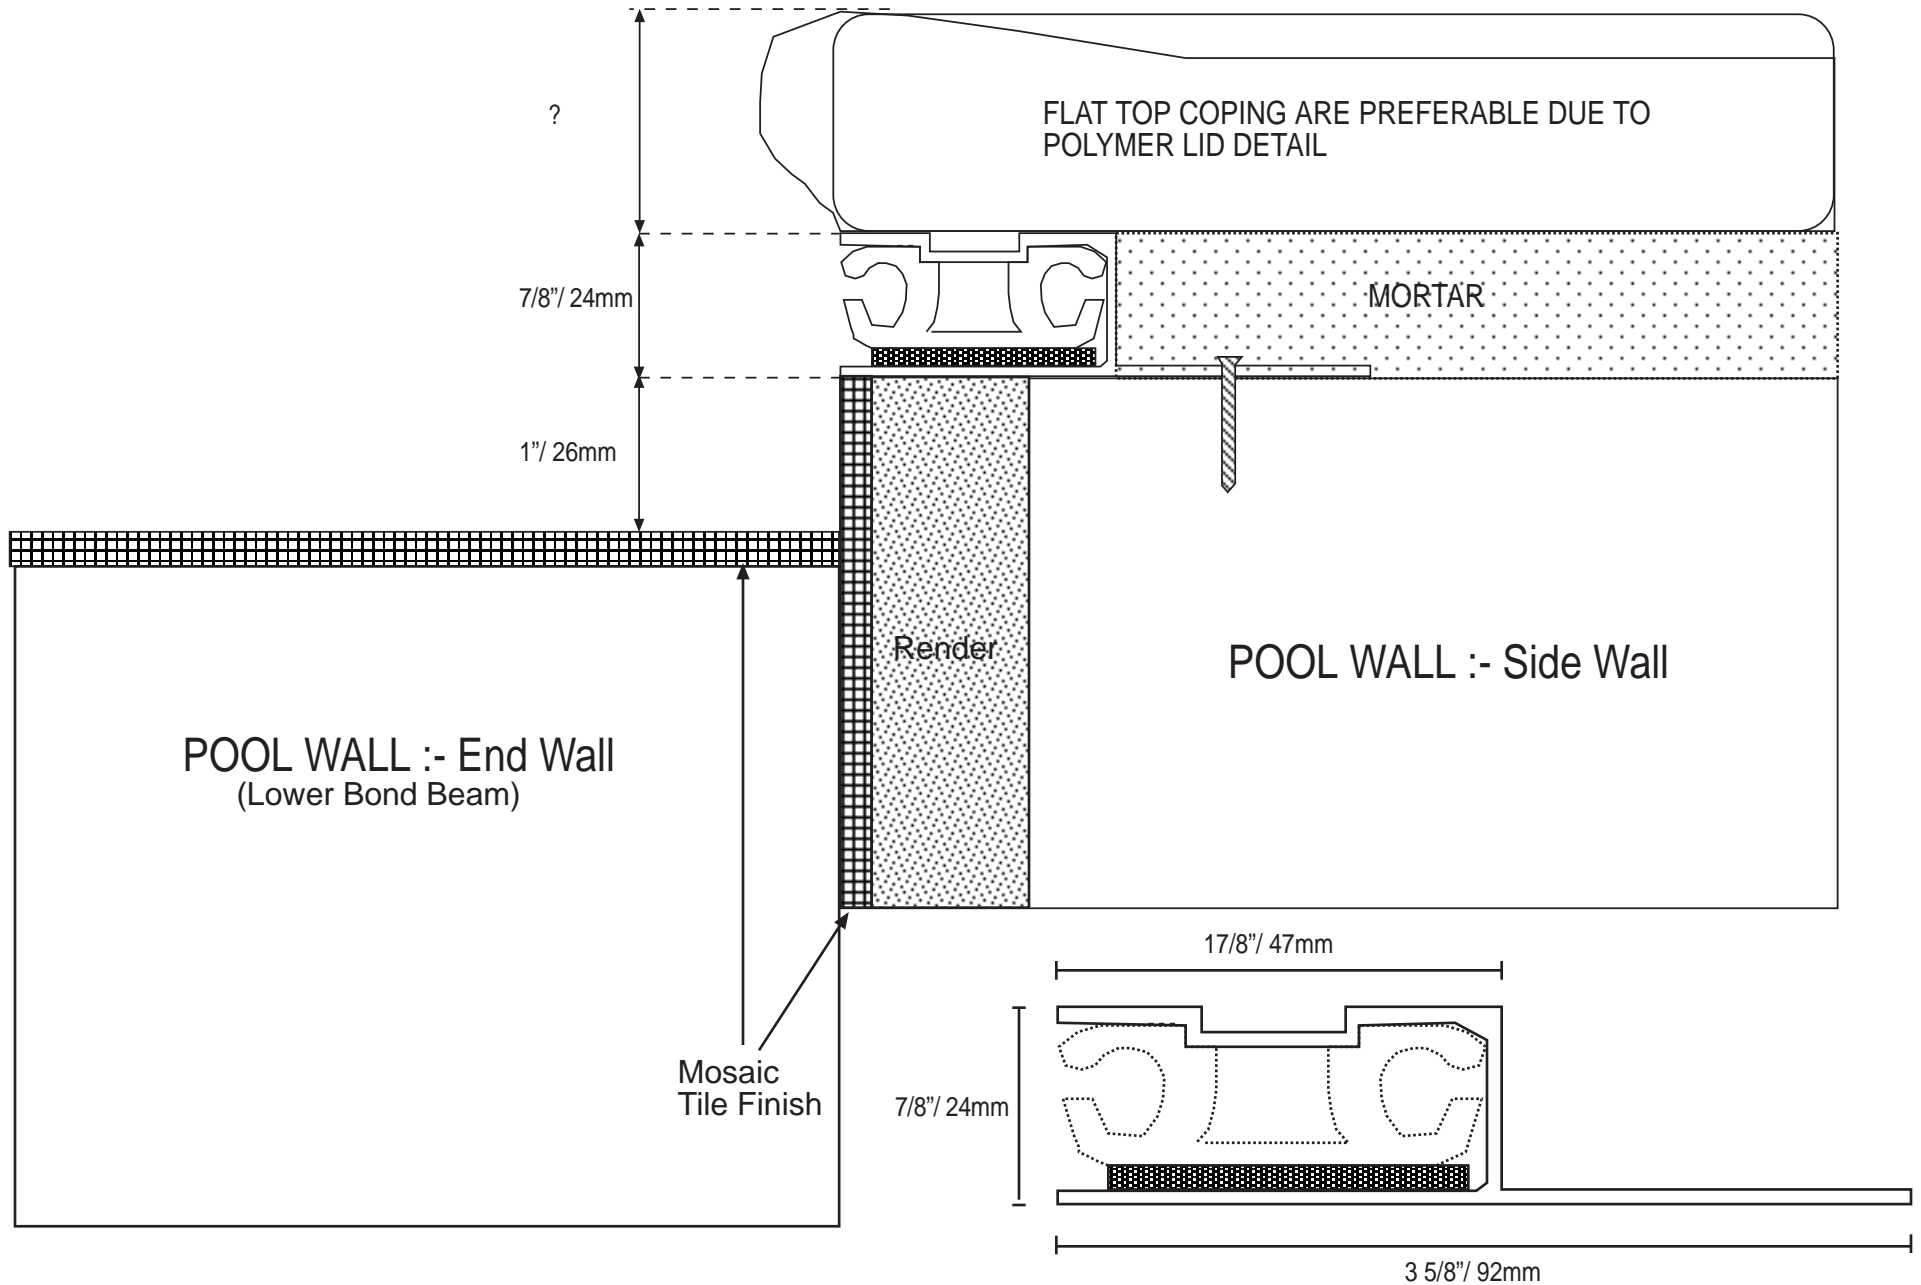 ?
FLAT TOP COPING ARE PREFERABLE DUE TO
POLYMER LID DETAIL
7/8”/ 24mm
MORTAR
1”/ 26mm
Render
POOL WALL :- Side Wall
POOL WALL :- End Wall
(Lower Bond Beam)
Mosaic
Tile Finish
17/8”/ 47mm
7/8”/ 24mm
3 5/8”/ 92mm